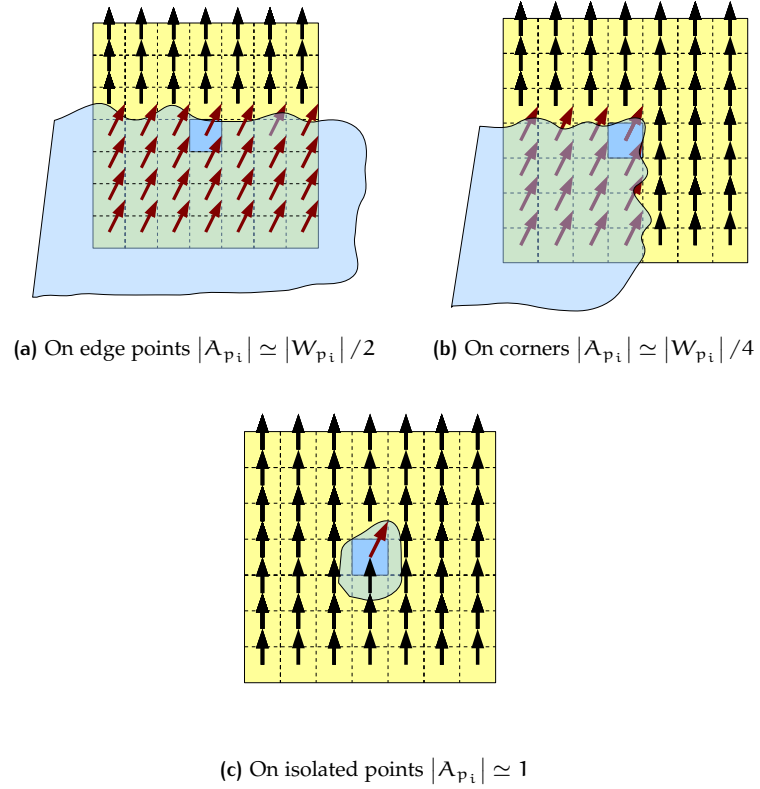 (a) On edge points |A_{p_i}| ≃ |W_{p_i}| /2
(b) On corners |A_{p_i}| ≃ |W_{p_i}| /4
(c) On isolated points |A_{p_i}| ≃ 1